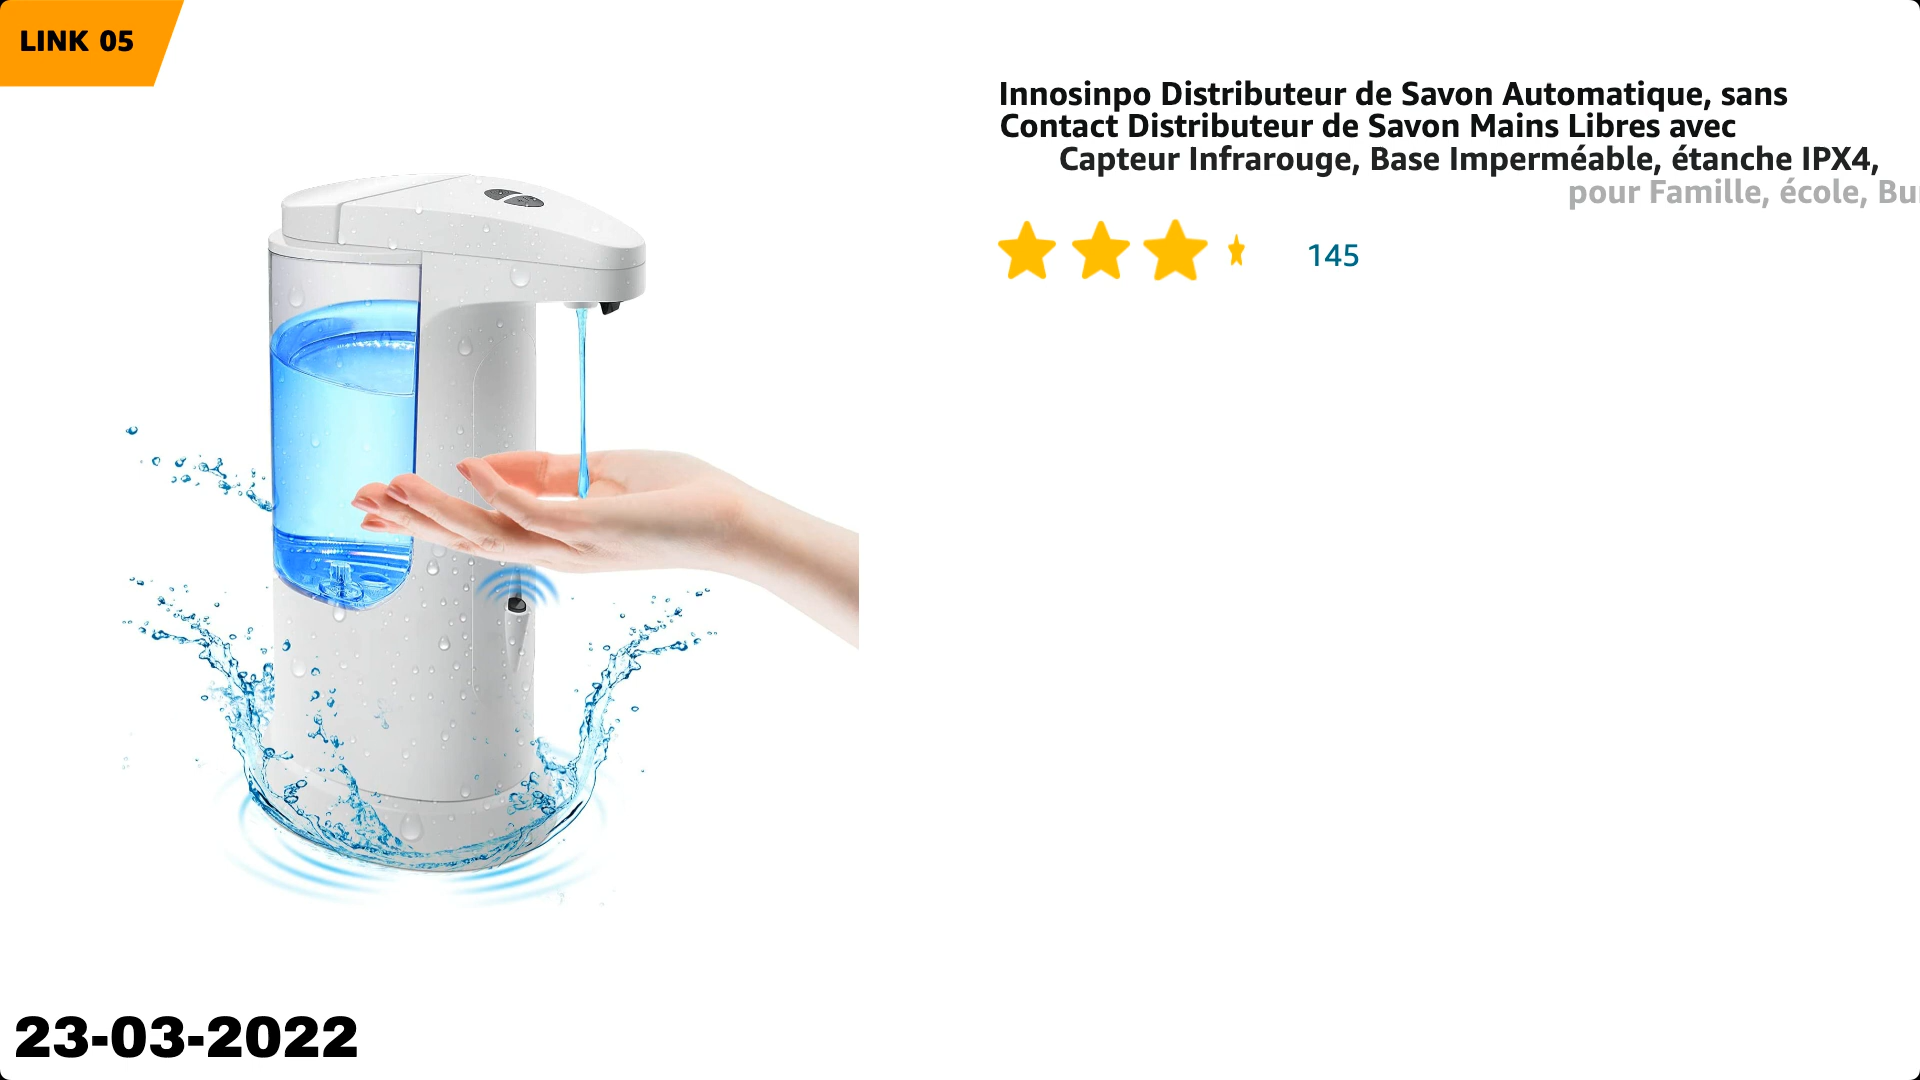 LINK 05
Innosinpo Distributeur de Savon Automatique, sans
Contact Distributeur de Savon Mains Libres avec
Capteur Infrarouge, Base Imperméable, étanche IPX4,
pour Famille, école,
145
23-03-2022